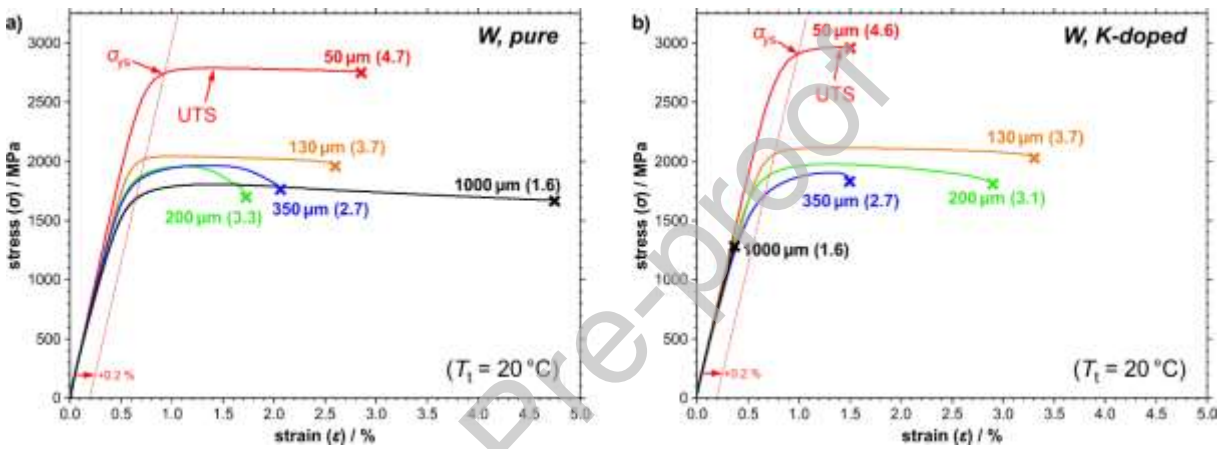 a)
W, pure
3000
2500
2000
1500
1000
500
0
stress (σ) / MPa
σys
UTS
50 µm (4.7)
130 µm (3.7)
1000 µm (1.6)
200 µm (3.3)
350 µm (2.7)
+0.2 %
(Tt = 20 °C)
0.0 0.5 1.0 1.5 2.0 2.5 3.0 3.5 4.0 4.5 5.0
strain (ε) / %
b)
W, K-doped
3000
2500
2000
1500
1000
500
0
stress (σ) / MPa
σys
UTS
50 µm (4.6)
130 µm (3.7)
200 µm (3.1)
350 µm (2.7)
1000 µm (1.6)
+0.2 %
(Tt = 20 °C)
0.0 0.5 1.0 1.5 2.0 2.5 3.0 3.5 4.0 4.5 5.0
strain (ε) / %
Pre-proof